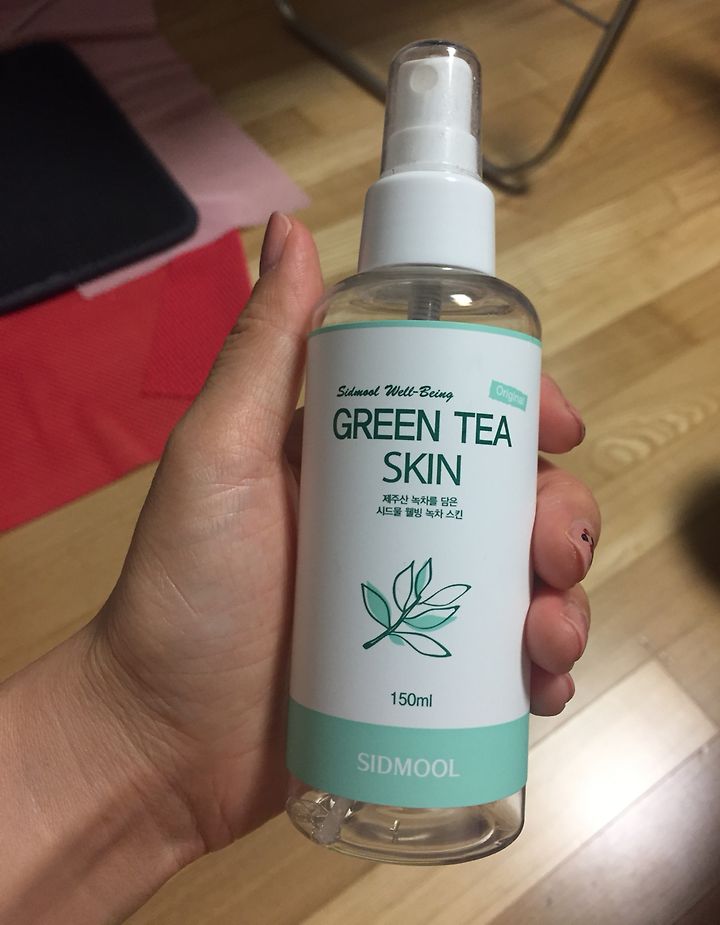 Sidmool Well-Being
Original
GREEN TEA
SKIN
제주산 녹차를 담은
시드물 웰빙 녹차 스킨
150ml
SIDMOOL